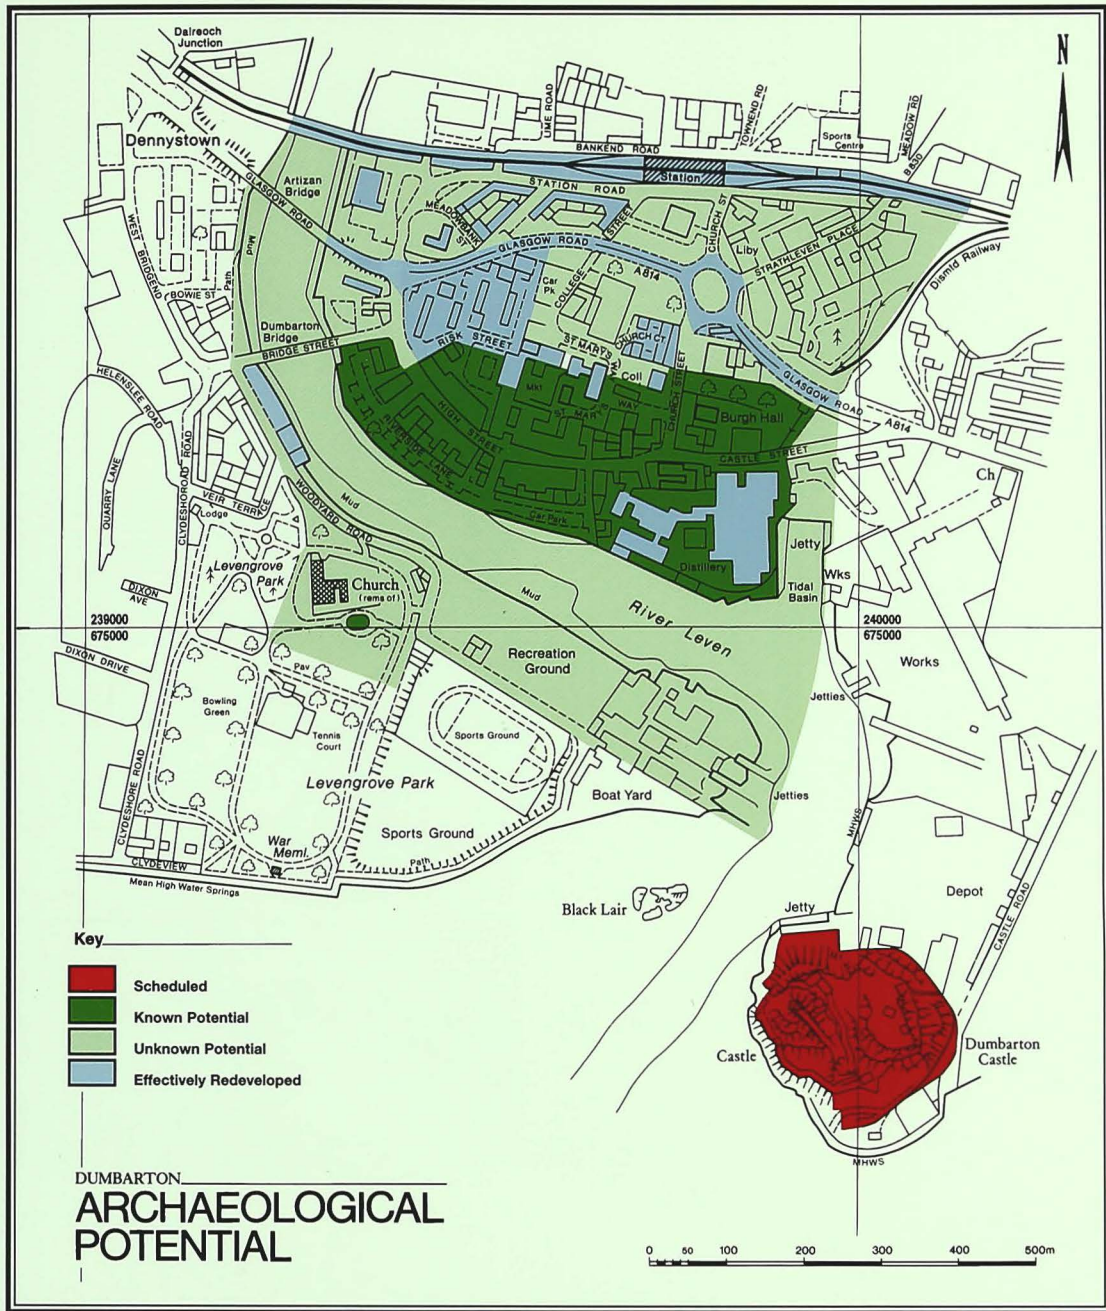 Dalreoch
Junction
N
LIME ROAD
TOWNEND RD
MEADOW RD
Sports
Centre
BANKEND ROAD
B830
Dennystown
Station
STATION ROAD
Artizan
Bridge
GLASGOW ROAD
MEADOWBANK
ST
STREET
CHURCH ST
Liby
STRATHLEVEN PLACE
WEST BRIDGEND
Mud
Path
GLASGOW ROAD
A814
Dismtd Railway
Car
Pk
COLLEGE
BOWIE ST
Dumbarton
Bridge
BRIDGE STREET
RISK STREET
ST MARY'S
WAY
CHURCH CT
Coll
CHURCH STREET
GLASGOW ROAD
A814
HELENSLEE ROAD
Mkt
HIGH STREET
ST MARY'S
WAY
Burgh Hall
RIVERSIDE LANE
CASTLE STREET
QUARRY LANE
CLYDESHOROAD ROAD
VEIR TERRACE
Lodge
WOODYARD ROAD
Mud
Car Park
Ch
Jetty
Distillery
Levengrove
Park
Church
(rems of)
Mud
Tidal
Basin
Wks
DIXON
AVE
River Leven
239000
675000
240000
675000
DIXON DRIVE
Recreation
Ground
Works
Pav
Bowling
Green
Tennis
Court
Sports Ground
Jetties
Levengrove Park
Boat Yard
Jetties
CLYDESHORE ROAD
Sports Ground
MHWS
War
Meml.
Path
CLYDEVIEW
Mean High Water Springs
Black Lair
Jetty
Depot
CASTLE ROAD
Key
Scheduled
Known Potential
Unknown Potential
Effectively Redeveloped
Castle
Dumbarton
Castle
MHWS
DUMBARTON
ARCHAEOLOGICAL
POTENTIAL
0 50 100 200 300 400 500m